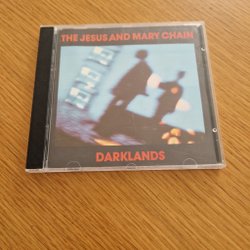 THE JESUS AND MARY CHAIN
DARKLANDS